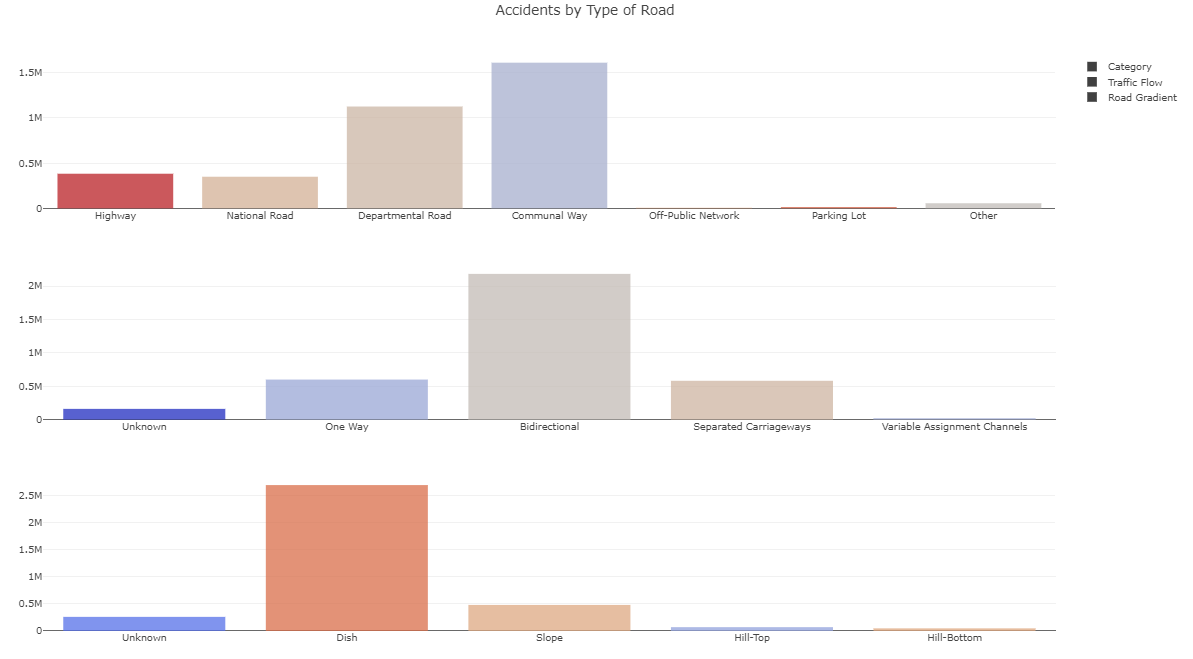 Accidents by Type of Road
1.5M
1M
0.5M
0
Highway National Road Departmental Road Communal Way Off-Public Network Parking Lot Other
Category
Traffic Flow
Road Gradient
2M
1.5M
1M
0.5M
0
Unknown One Way Bidirectional Separated Carriageways Variable Assignment Channels
2.5M
2M
1.5M
1M
0.5M
0
Unknown Dish Slope Hill-Top Hill-Bottom